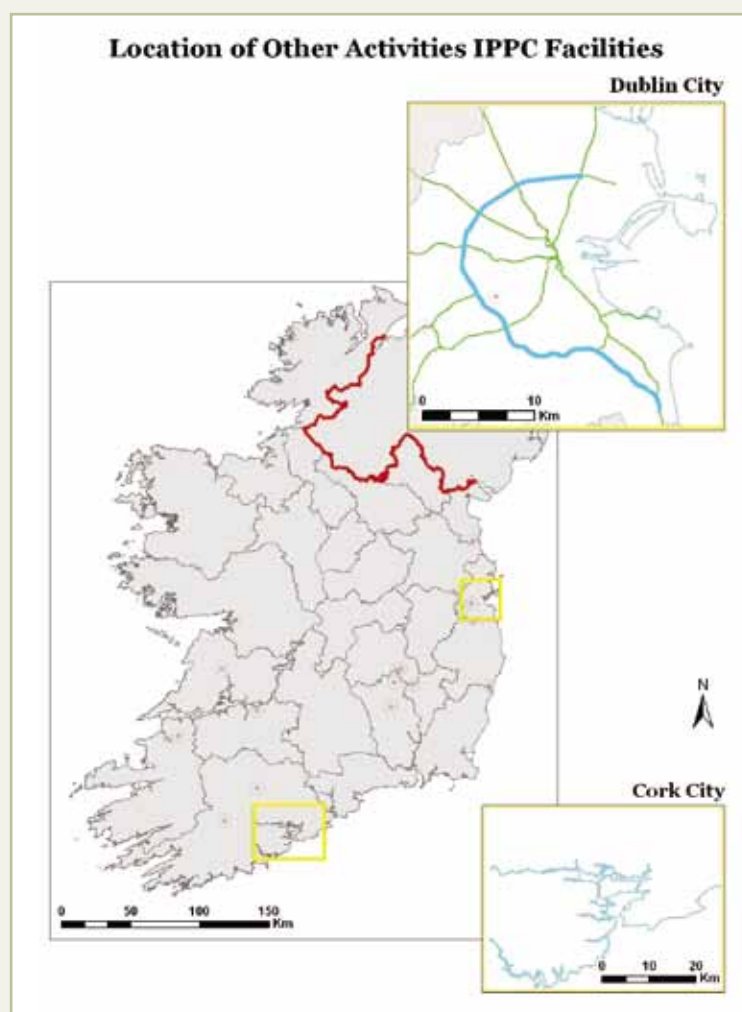 Location of Other Activities IPPC Facilities
Dublin City
0 10
Km
N
Cork City
0 50 100 150
Km
0 10 20
Km